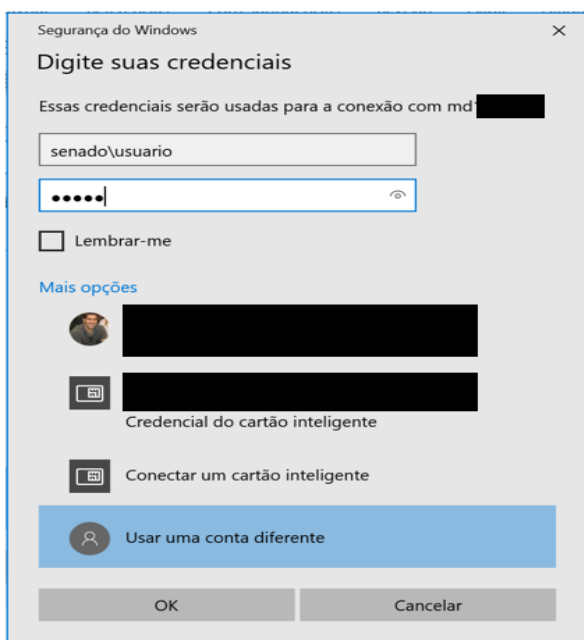 Segurança do Windows
Digite suas credenciais
Essas credenciais serão usadas para a conexão com
senado\usuario
•••••
Lembrar-me
Mais opções
Credencial do cartão inteligente
Conectar um cartão inteligente
Usar uma conta diferente
OK
Cancelar